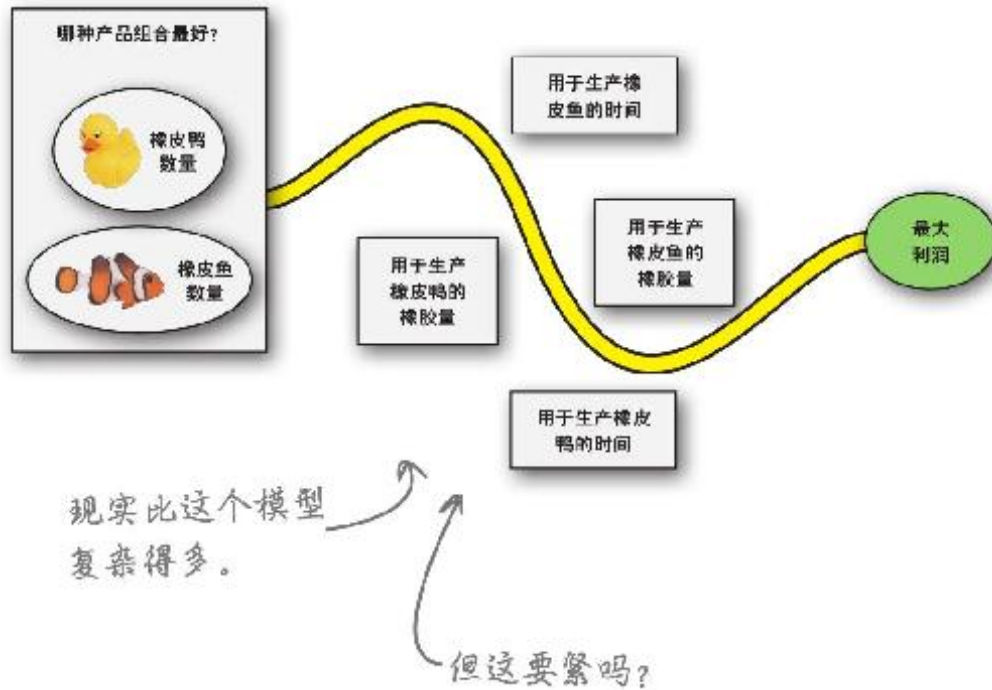 哪种产品组合最好?
橡皮鸭
数量
橡皮鱼
数量
用于生产橡
皮鱼的时间
用于生产
橡皮鸭的
橡胶量
用于生产
橡皮鱼的
橡胶量
用于生产橡皮
鸭的时间
最大
利润
现实比这个模型
复杂得多。
但这要紧吗?